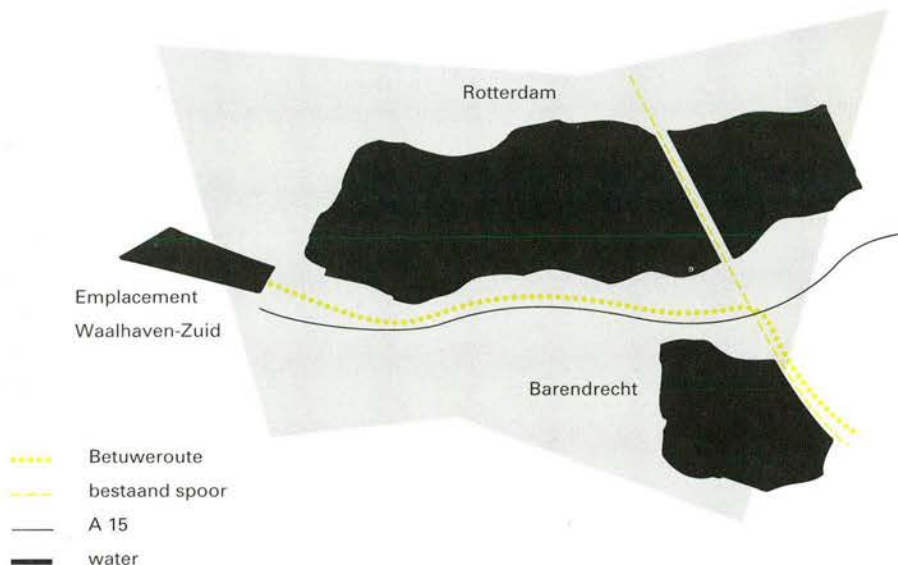 Rotterdam
Emplacement
Waalhaven-Zuid
Barendrecht
Betuweroute
bestaand spoor
A 15
water